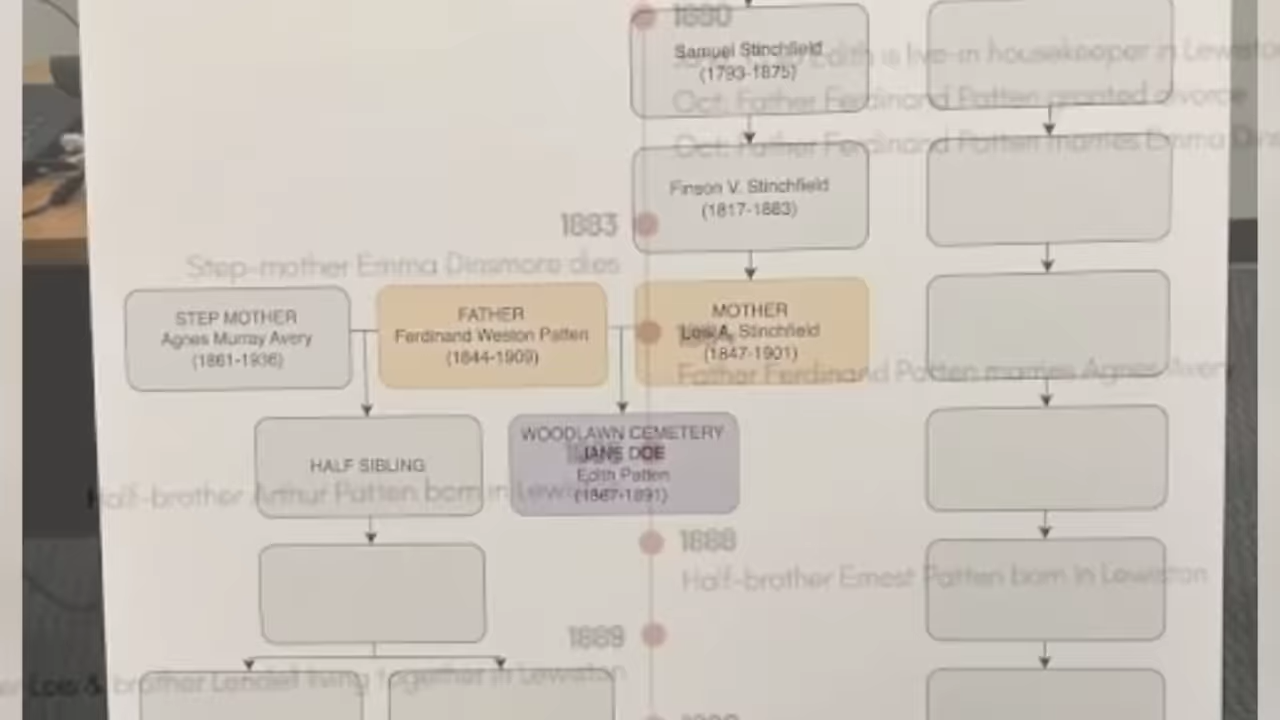 1880
Samuel Stinchfield
(1793-1875)
Edith is live-in housekeeper in
Oct: Father Ferdinand Patten granted divorce
Oct: Father Ferdinand Patten marries Emma
Finson V. Stinchfield
(1817-1883)
1883
Step-mother Emma Dinsmore dies
STEP MOTHER
Agnes Murray Avery
(1861-1936)
FATHER
Ferdinand Weston Patten
(1844-1909)
MOTHER
Lois A. Stinchfield
(1847-1901)
Father Ferdinand Patten marries Agnes Avery
HALF SIBLING
WOODLAWN CEMETERY
JANE DOE
Edith Patten
(1867-1891)
Half-brother Arthur Patten born in
1888
Half-brother Ernest Patten born in Lewiston
1889
Lois & brother Lendell living together in Lewiston